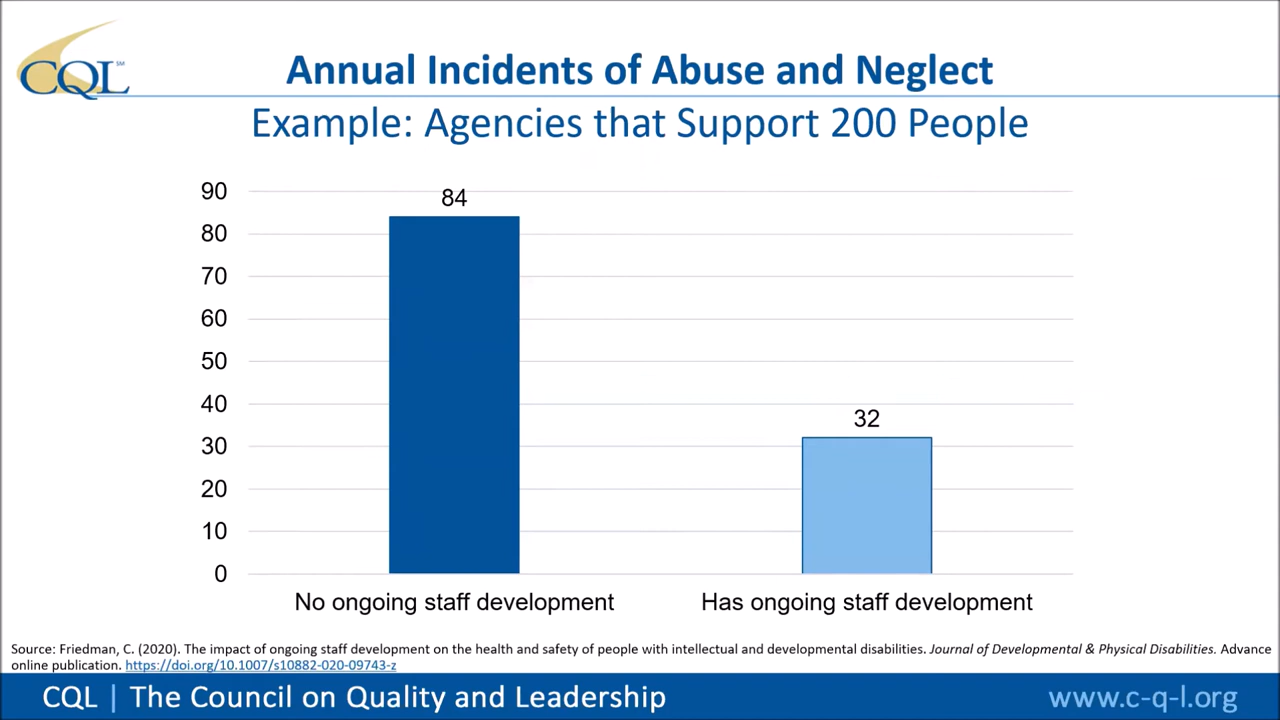 CQL SM
Annual Incidents of Abuse and Neglect
Example: Agencies that Support 200 People
90
80
70
60
50
40
30
20
10
0
84
32
No ongoing staff development
Has ongoing staff development
Source: Friedman, C. (2020). The impact of ongoing staff development on the health and safety of people with intellectual and developmental disabilities. Journal of Developmental & Physical Disabilities. Advance
online publication. https://doi.org/10.1007/s10882-020-09743-z
CQL | The Council on Quality and Leadership
www.c-q-l.org